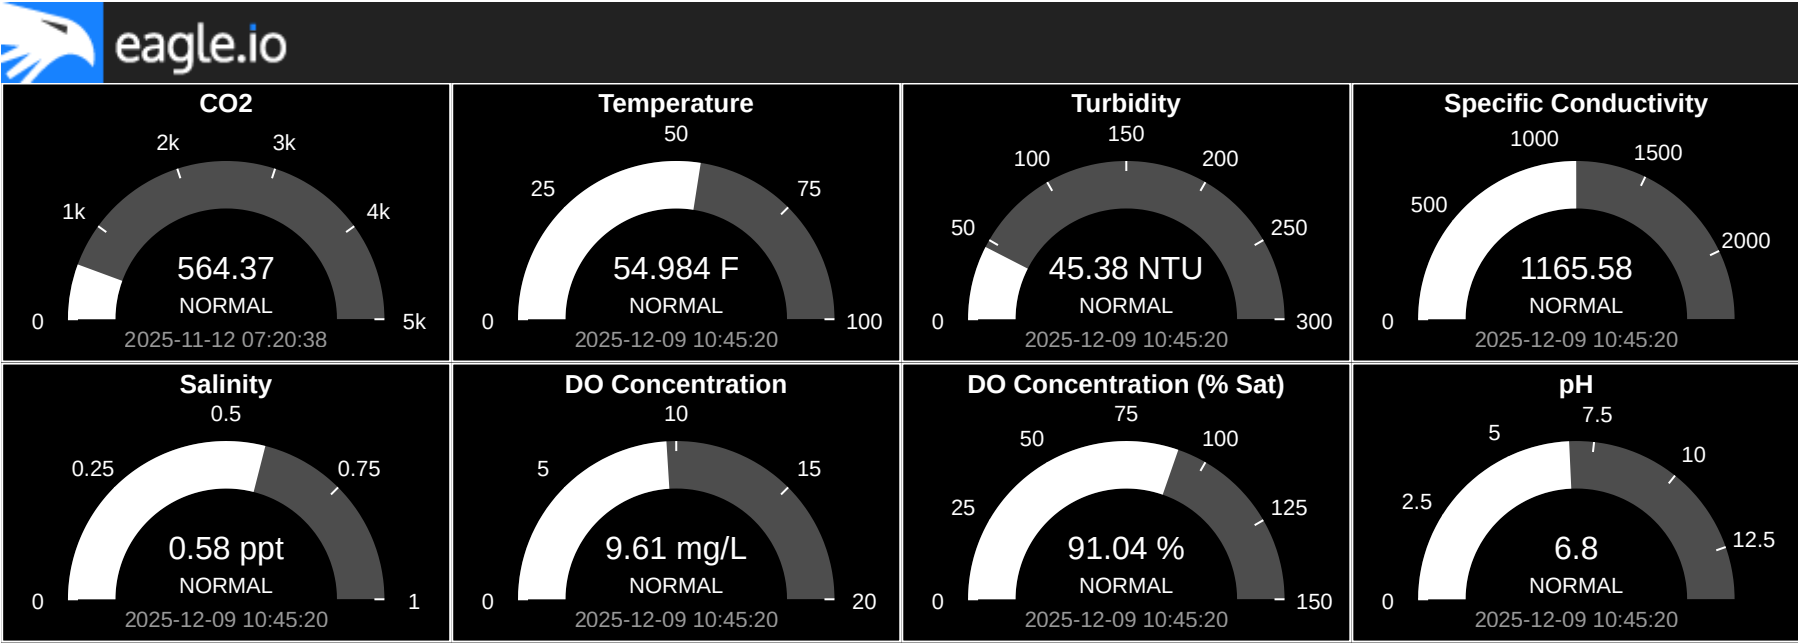 eagle.io
CO2
2k 3k
1k 4k
564.37
NORMAL
0 5k
2025-11-12 07:20:38
Temperature
50
25 75
54.984 F
NORMAL
0 100
2025-12-09 10:45:20
Turbidity
150
100 200
50 250
45.38 NTU
NORMAL
0 300
2025-12-09 10:45:20
Specific Conductivity
1000 1500
500 2000
1165.58
NORMAL
0
2025-12-09 10:45:20
Salinity
0.5
0.25 0.75
0.58 ppt
NORMAL
0 1
2025-12-09 10:45:20
DO Concentration
10
5 15
9.61 mg/L
NORMAL
0 20
2025-12-09 10:45:20
DO Concentration (% Sat)
75
50 100
25 125
91.04 %
NORMAL
0 150
2025-12-09 10:45:20
pH
7.5
5 10
2.5 12.5
6.8
NORMAL
0
2025-12-09 10:45:20